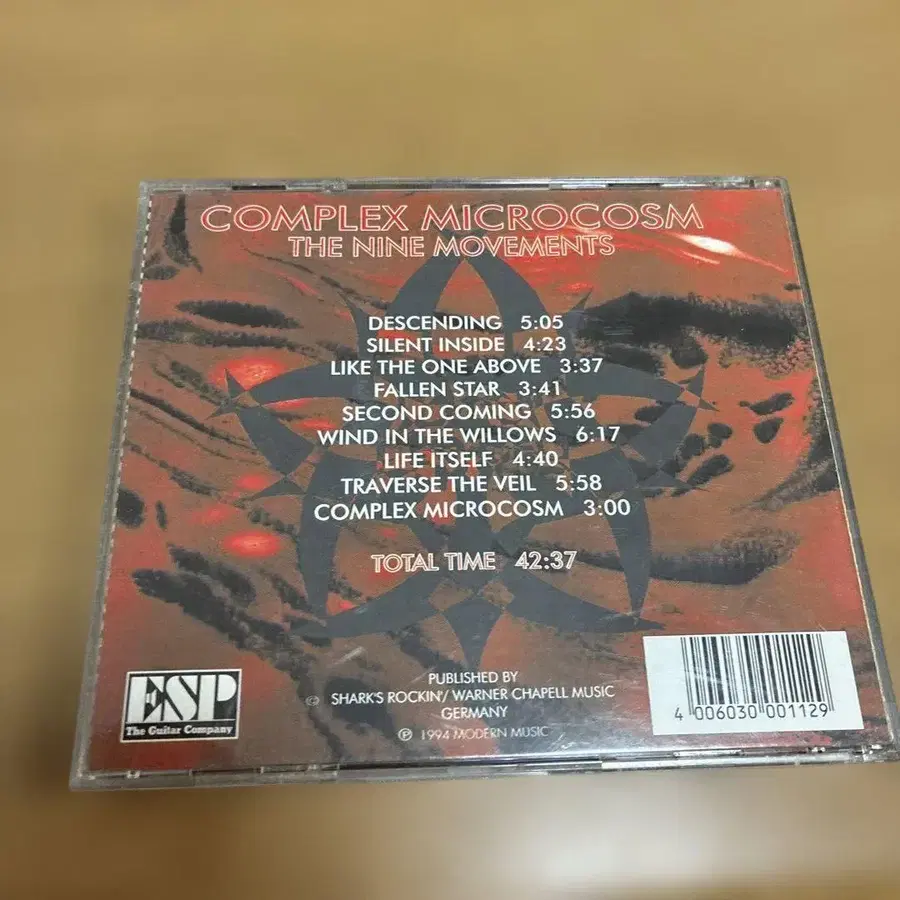 COMPLEX MICROCOSM
THE NINE MOVEMENTS
DESCENDING 5:05
SILENT INSIDE 4:23
LIKE THE ONE ABOVE 3:37
FALLEN STAR 3:41
SECOND COMING 5:56
WIND IN THE WILLOWS 6:17
LIFE ITSELF 4:40
TRAVERSE THE VEIL 5:58
COMPLEX MICROCOSM 3:00
TOTAL TIME 42:37
PUBLISHED BY
© SHARK'S ROCKIN'/ WARNER CHAPELL MUSIC
GERMANY
℗ 1994 MODERN MUSIC
ESP
The Guitar Company
4 006030 001129